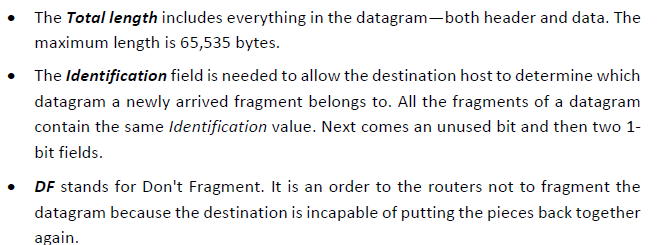 • The Total length includes everything in the datagram—both header and data. The
maximum length is 65,535 bytes.
• The Identification field is needed to allow the destination host to determine which
datagram a newly arrived fragment belongs to. All the fragments of a datagram
contain the same Identification value. Next comes an unused bit and then two 1-
bit fields.
• DF stands for Don't Fragment. It is an order to the routers not to fragment the
datagram because the destination is incapable of putting the pieces back together
again.